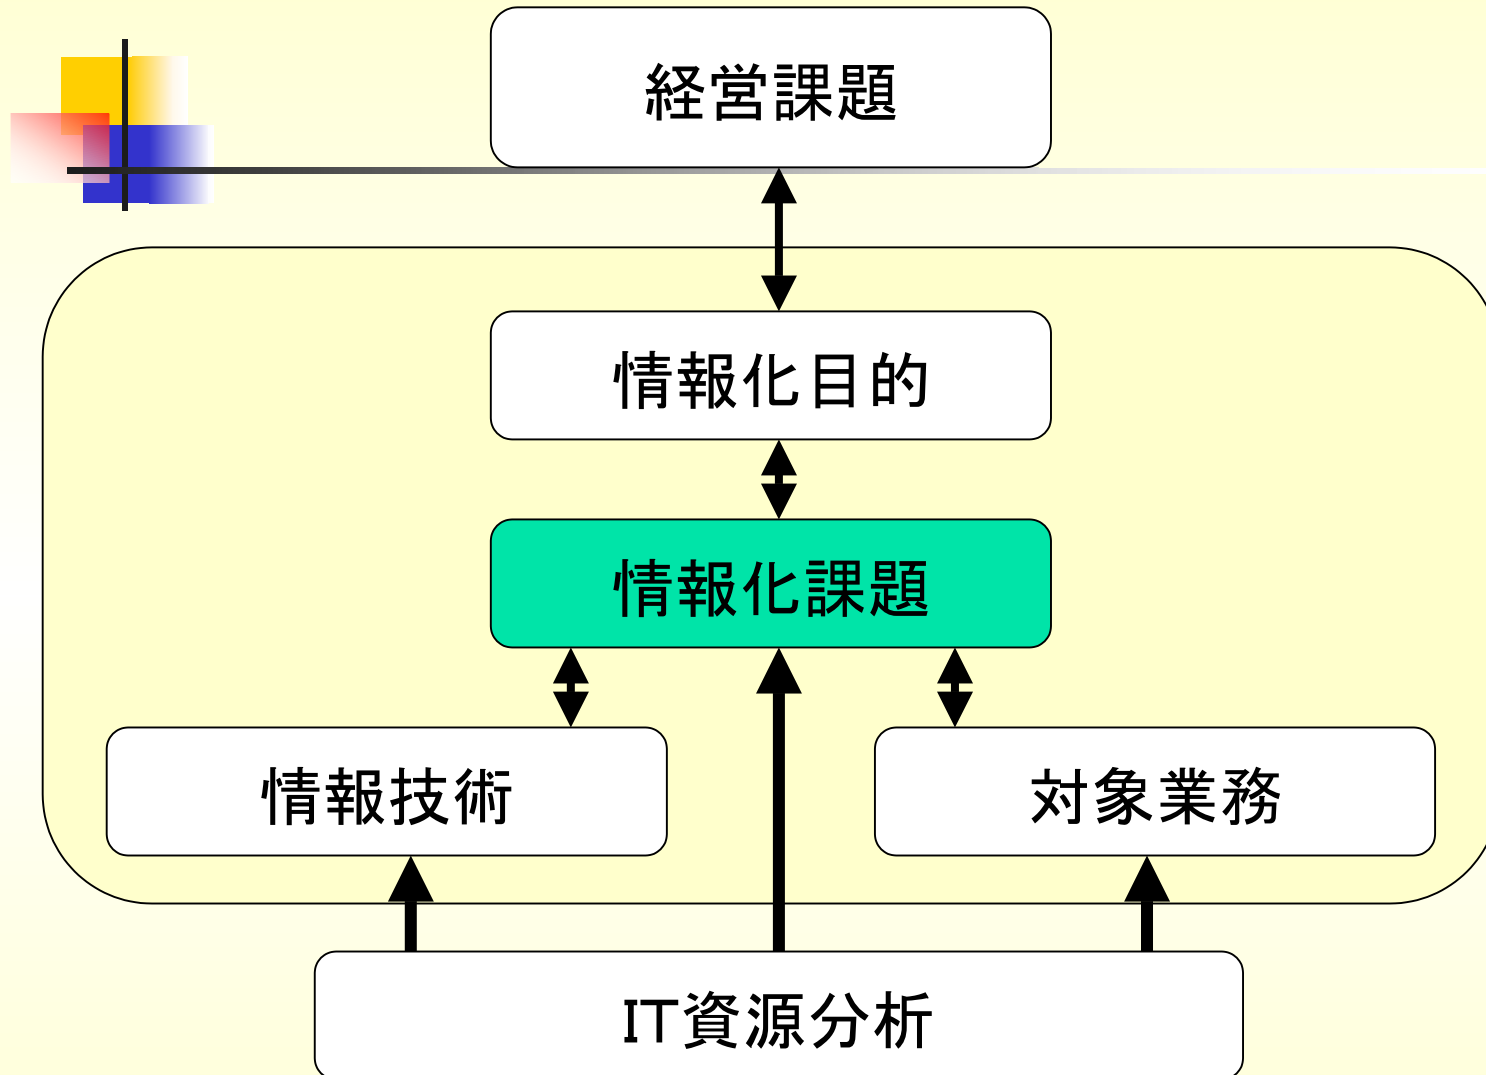 経営課題
情報化目的
情報化課題
情報技術
対象業務
IT資源分析